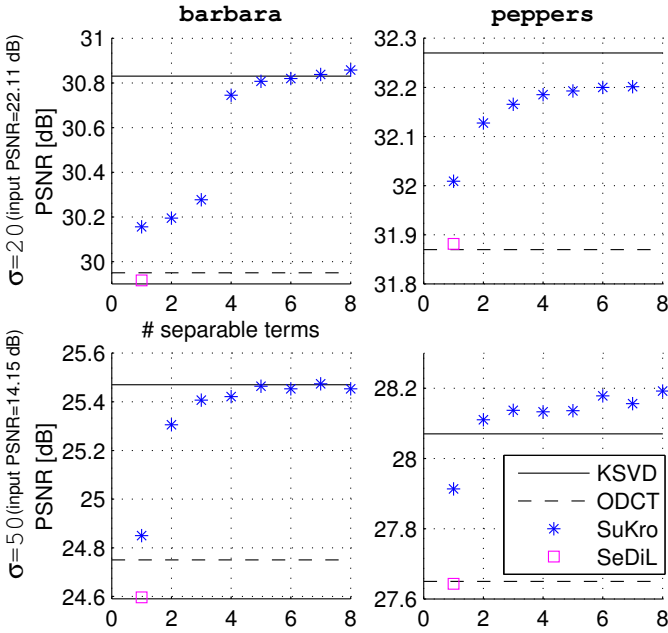 barbara
peppers
σ=20(input PSNR=22.11 dB)
PSNR [dB]
31
30.8
30.6
30.4
30.2
30
0 2 4 6 8
# separable terms
32.3
32.2
32.1
32
31.9
31.8
0 2 4 6 8
σ=50(input PSNR=14.15 dB)
PSNR [dB]
25.6
25.4
25.2
25
24.8
24.6
0 2 4 6 8
28.2
28
27.8
27.6
0 2 4 6 8
KSVD
ODCT
SuKro
SeDiL